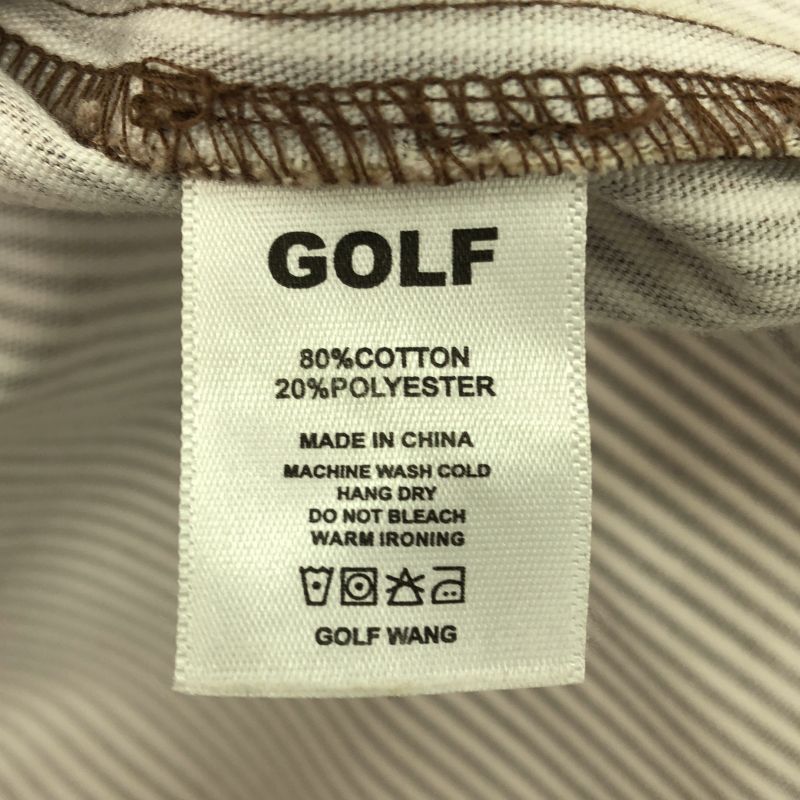 GOLF
80%COTTON
20%POLYESTER
MADE IN CHINA
MACHINE WASH COLD
HANG DRY
DO NOT BLEACH
WARM IRONING
GOLF WANG